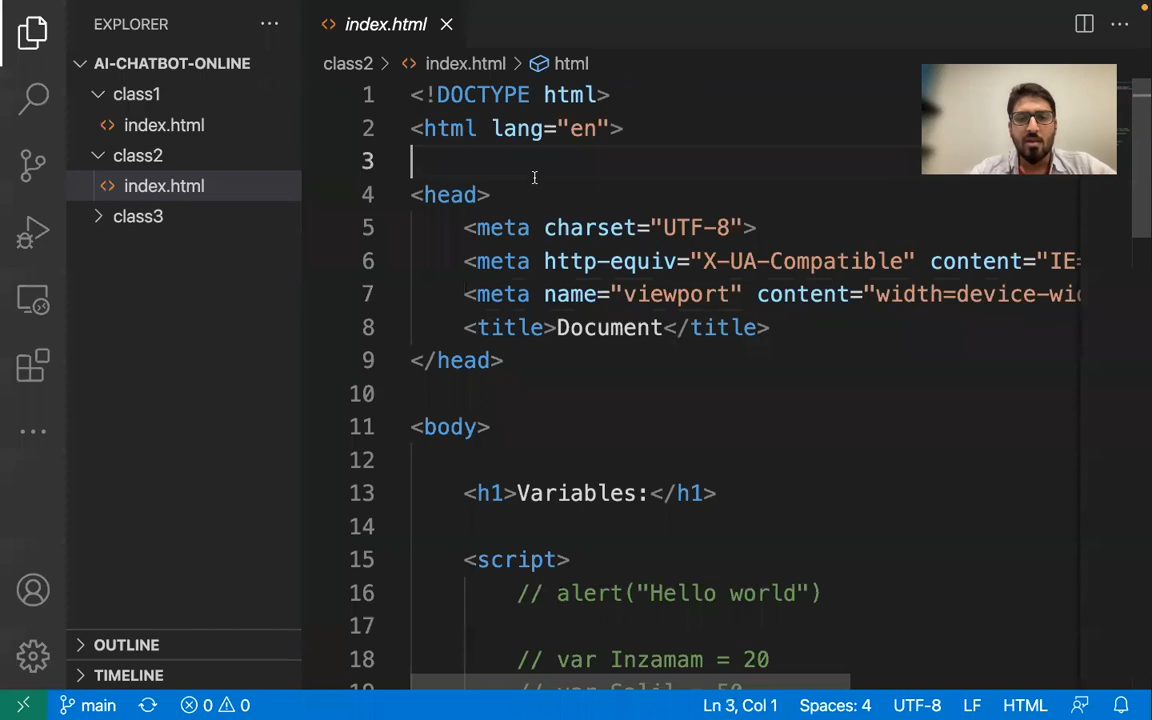 EXPLORER
index.html
AI-CHATBOT-ONLINE
class1
index.html
class2
index.html
class3
OUTLINE
TIMELINE
class2 > index.html > html
1 <!DOCTYPE html>
2 <html lang="en">
3
4 <head>
5 <meta charset="UTF-8">
6 <meta http-equiv="X-UA-Compatible" content="IE=
7 <meta name="viewport" content="width=device-wid
8 <title>Document</title>
9 </head>
10
11 <body>
12
13 <h1>Variables:</h1>
14
15 <script>
16 // alert("Hello world")
17
18 // var Inzamam = 20
main 0 0 Ln 3, Col 1 Spaces: 4 UTF-8 LF HTML